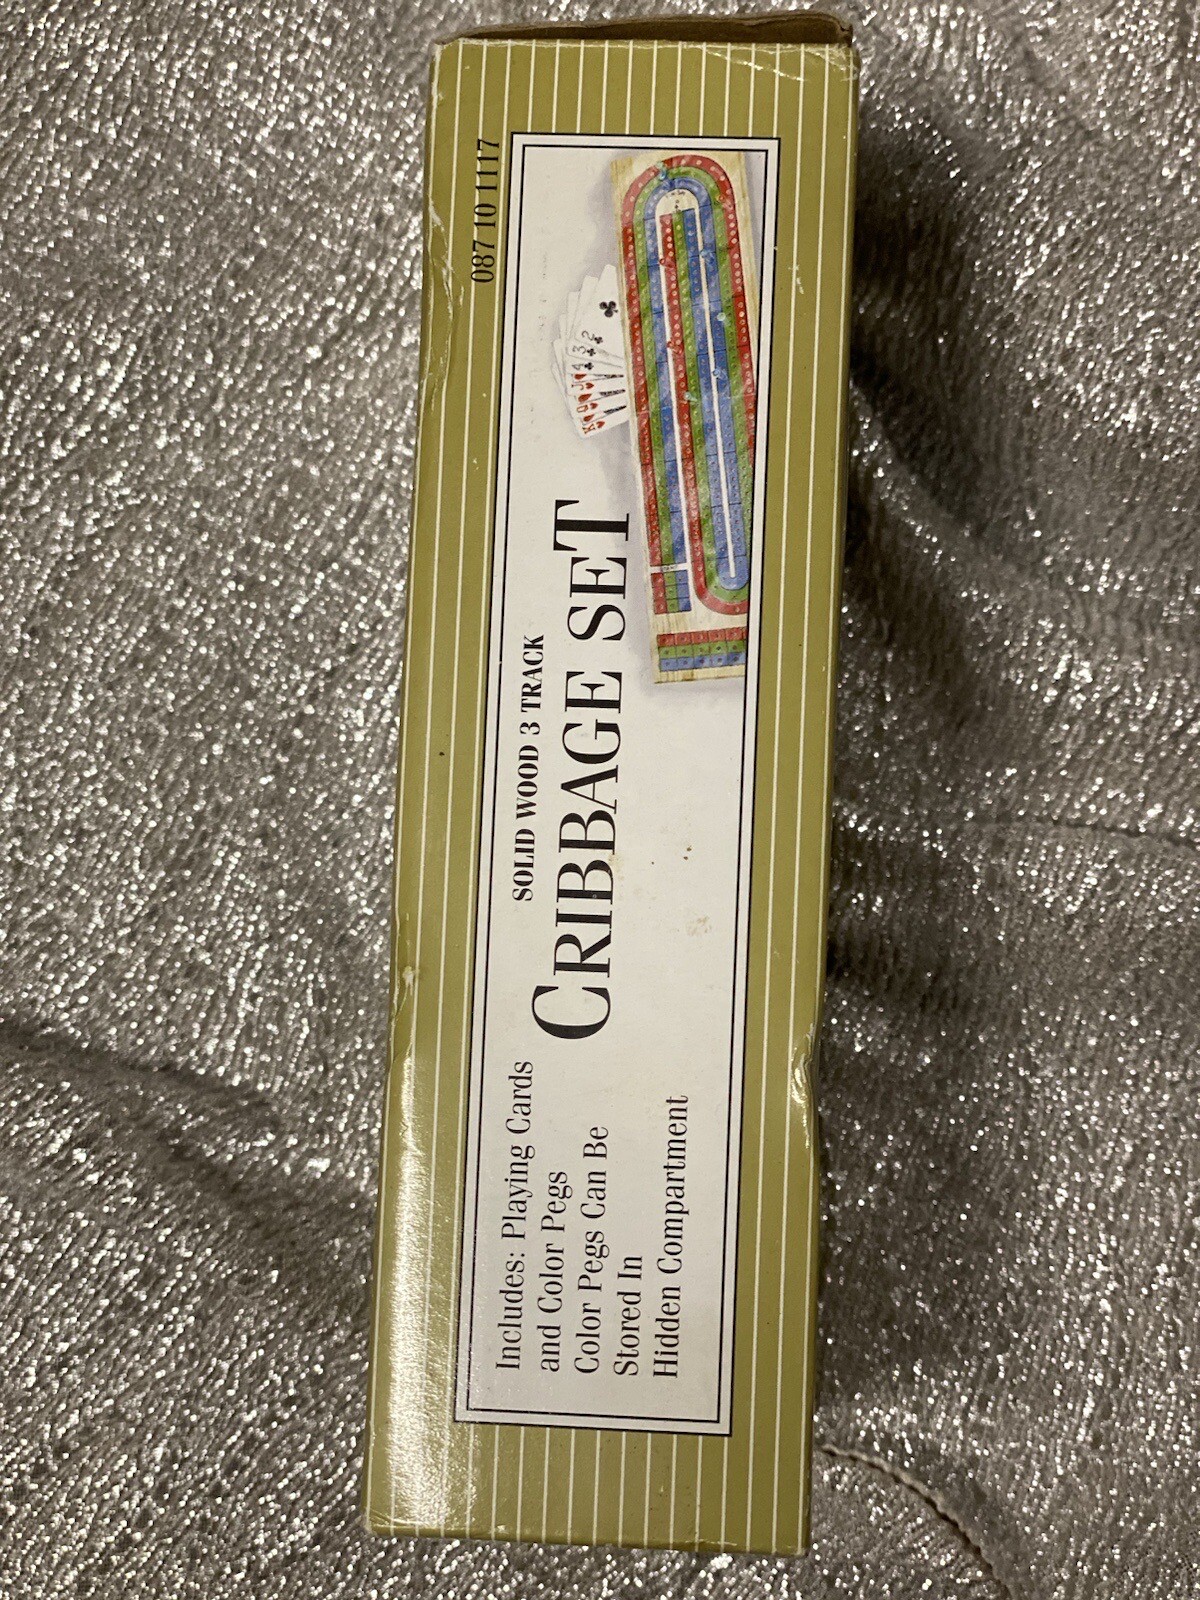 087 10 1117
SOLID WOOD 3 TRACK
CRIBBAGE SET
Includes: Playing Cards
and Color Pegs
Color Pegs Can Be
Stored In
Hidden Compartment